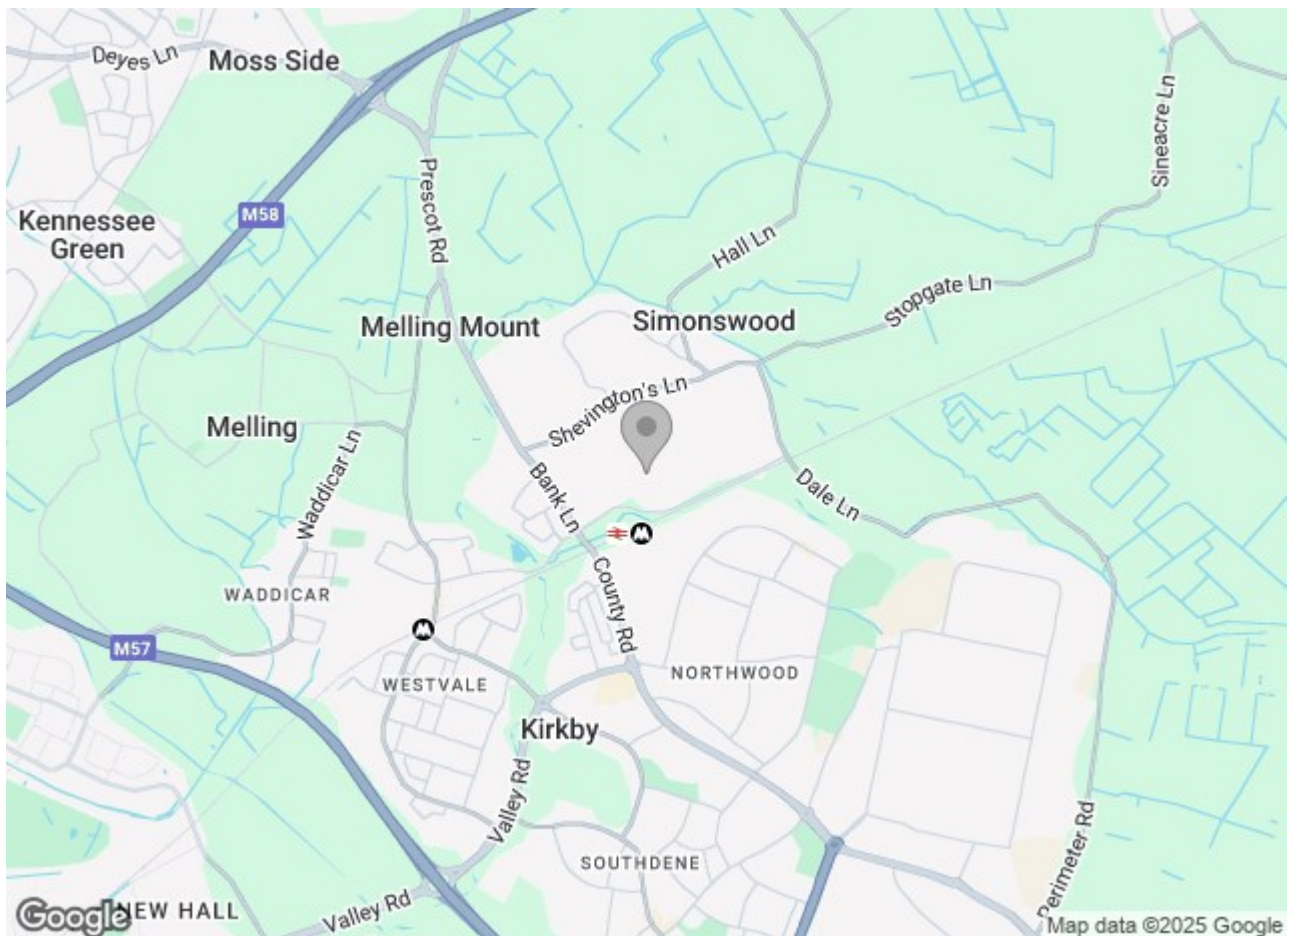 Deyes Ln
Moss Side
Sineacre Ln
Prescot Rd
M58
Kennessee
Green
Hall Ln
Stopgate Ln
Melling Mount
Simonswood
Shevington's Ln
Melling
Waddicar Ln
Bank Ln
Dale Ln
WADDICAR
County Rd
M57
WESTVALE
NORTHWOOD
Kirkby
Valley Rd
SOUTHDENE
Perimeter Rd
Valley Rd
NEW HALL
Google
Map data ©2025 Google